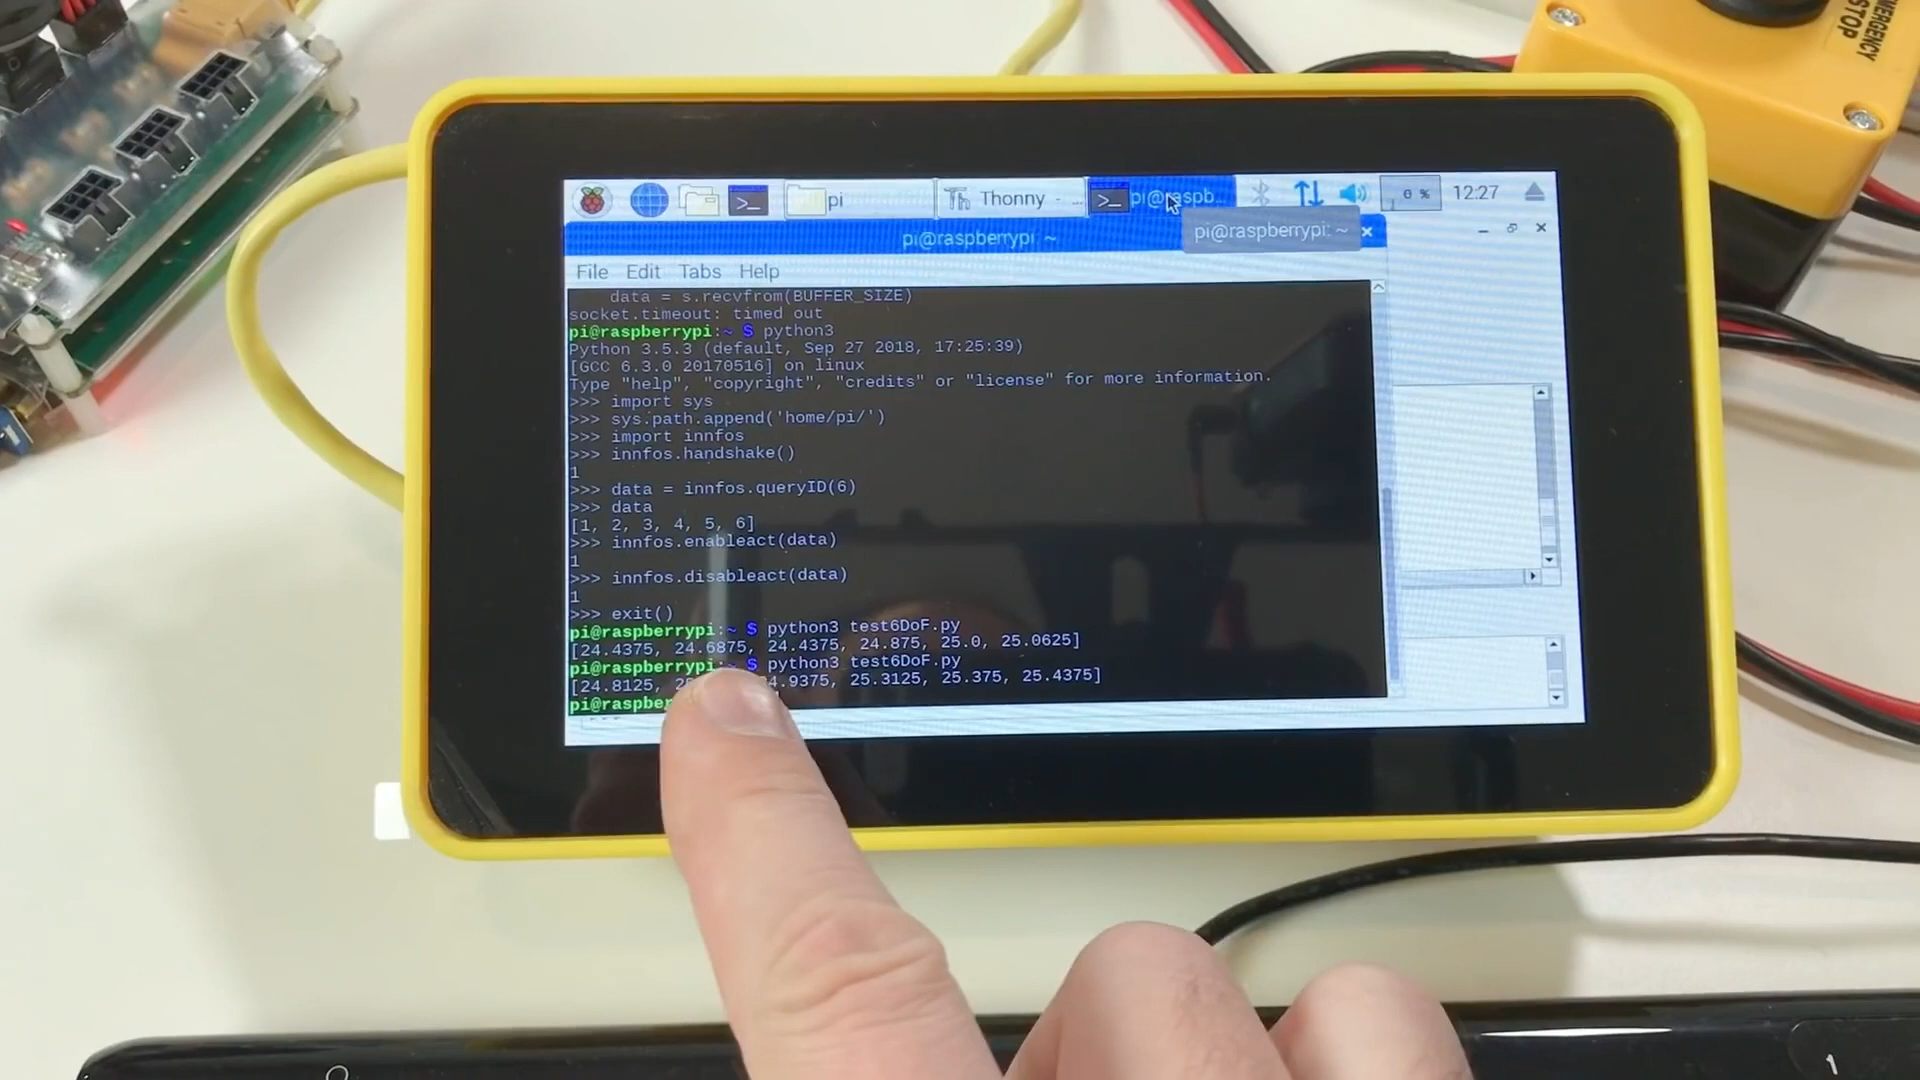 EMERGENCY
STOP
pi
Thonny - ...
pi@raspb...
0 %
12:27
pi@raspberrypi: ~
pi@raspberrypi: ~
File Edit Tabs Help
data = s.recvfrom(BUFFER_SIZE)
socket.timeout: timed out
pi@raspberrypi:~ $ python3
Python 3.5.3 (default, Sep 27 2018, 17:25:39)
[GCC 6.3.0 20170516] on linux
Type "help", "copyright", "credits" or "license" for more information.
>>> import sys
>>> sys.path.append('home/pi/')
>>> import innfos
>>> innfos.handshake()
1
>>> data = innfos.queryID(6)
>>> data
[1, 2, 3, 4, 5, 6]
>>> innfos.enableact(data)
1
>>> innfos.disableact(data)
1
>>> exit()
pi@raspberrypi:~ $ python3 test6DoF.py
[24.4375, 24.6875, 24.4375, 24.875, 25.0, 25.0625]
pi@raspberrypi:~ $ python3 test6DoF.py
[24.8125, 4.9375, 25.3125, 25.375, 25.4375]
pi@raspber
1